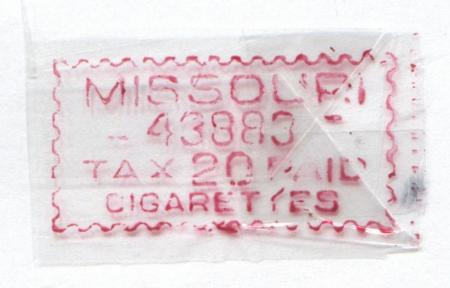 MISSOURI
43883
TAX 20 PAID
CIGARETTES